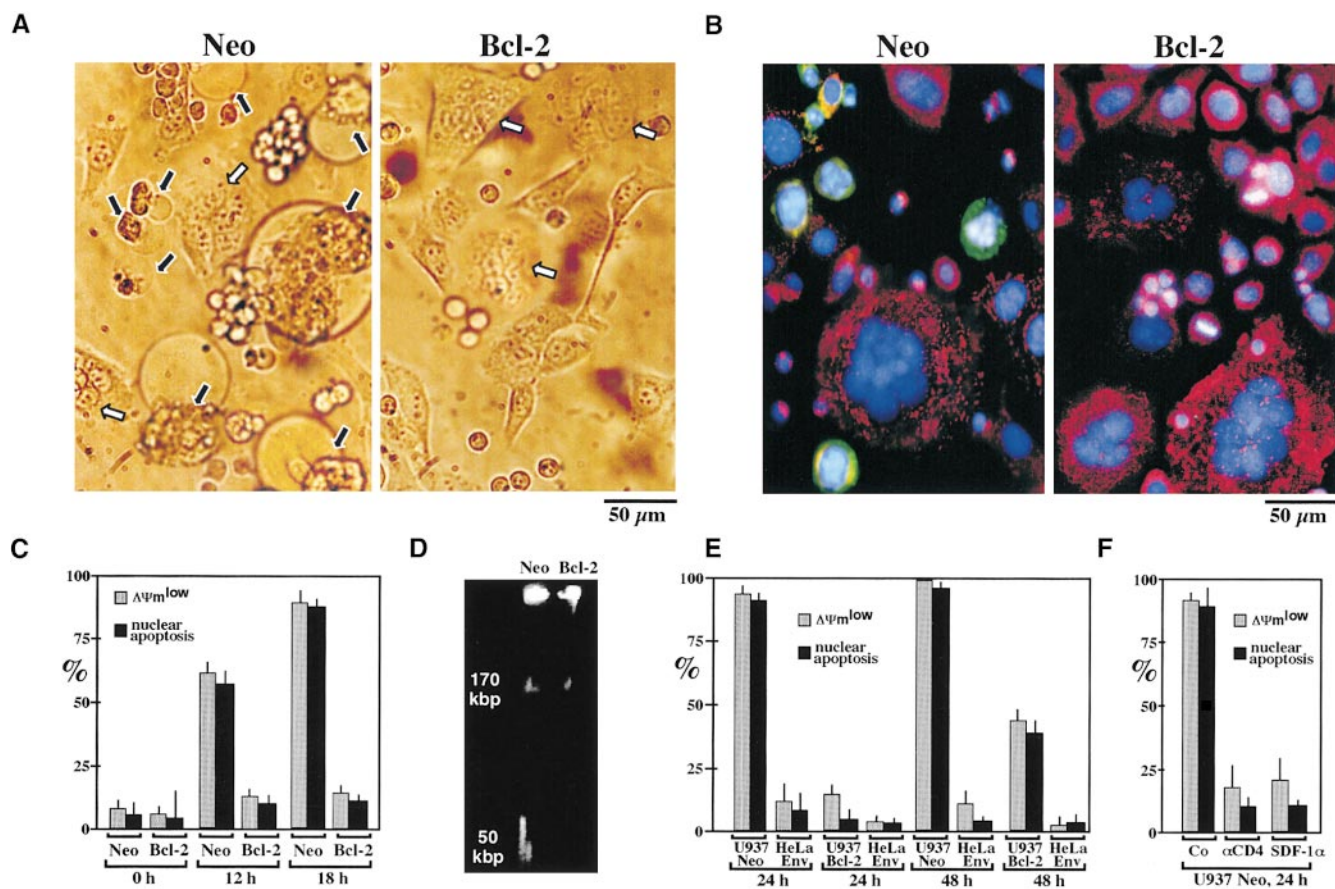 A
Neo
Bcl-2
50 µm
B
Neo
Bcl-2
50 µm
C
%
100
75
50
25
0
ΔΨm low
nuclear
apoptosis
Neo
Bcl-2
Neo
Bcl-2
Neo
Bcl-2
0 h
12 h
18 h
D
Neo
Bcl-2
170
kbp
50
kbp
E
%
100
75
50
25
0
ΔΨm low
nuclear
apoptosis
U937
Neo
HeLa
Env
U937
Bcl-2
HeLa
Env
U937
Neo
HeLa
Env
U937
Bcl-2
HeLa
Env
24 h
24 h
48 h
48 h
F
%
100
75
50
25
0
ΔΨm low
nuclear
apoptosis
Co
αCD4
SDF-1α
U937 Neo, 24 h